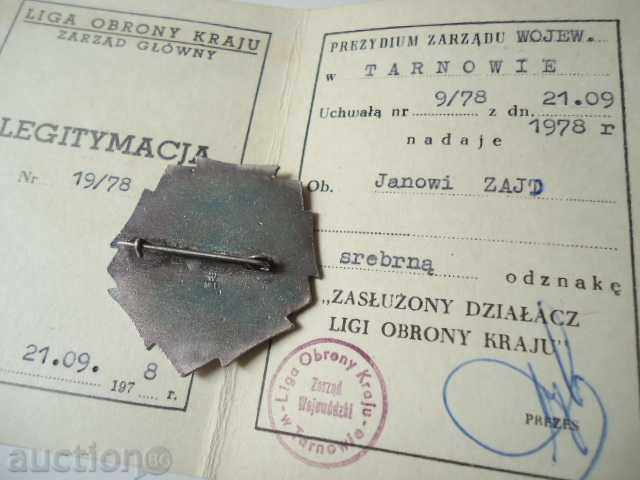 LIGA OBRONY KRAJU
ZARZĄD GŁÓWNY
LEGITYMACJA
Nr 19/78
21.09. 1978 r.
PREZYDIUM ZARZĄDU WOJEW.
w TARNOWIE
Uchwałą nr 9/78 z dn. 21.09
1978 r
nadaje
Ob. Janowi ZAJD
srebrną odznakę
„ZASŁUŻONY DZIAŁACZ
LIGI OBRONY KRAJU"
Liga Obrony Kraju
Zarząd
Wojewódzki
w Tarnowie
PREZES
auction